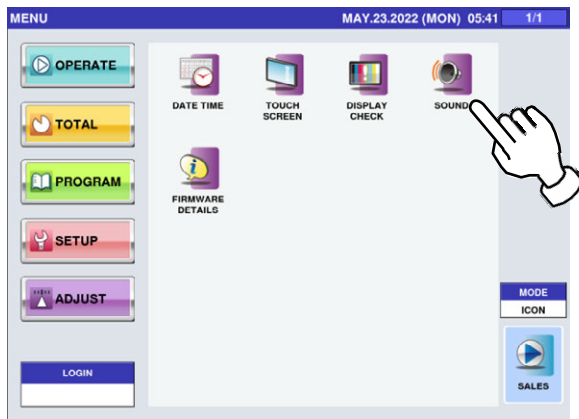 MENU
MAY.23.2022 (MON) 05:41
1/1
OPERATE
TOTAL
PROGRAM
SETUP
ADJUST
LOGIN
DATE TIME
TOUCH
SCREEN
DISPLAY
CHECK
SOUND
FIRMWARE
DETAILS
MODE
ICON
SALES